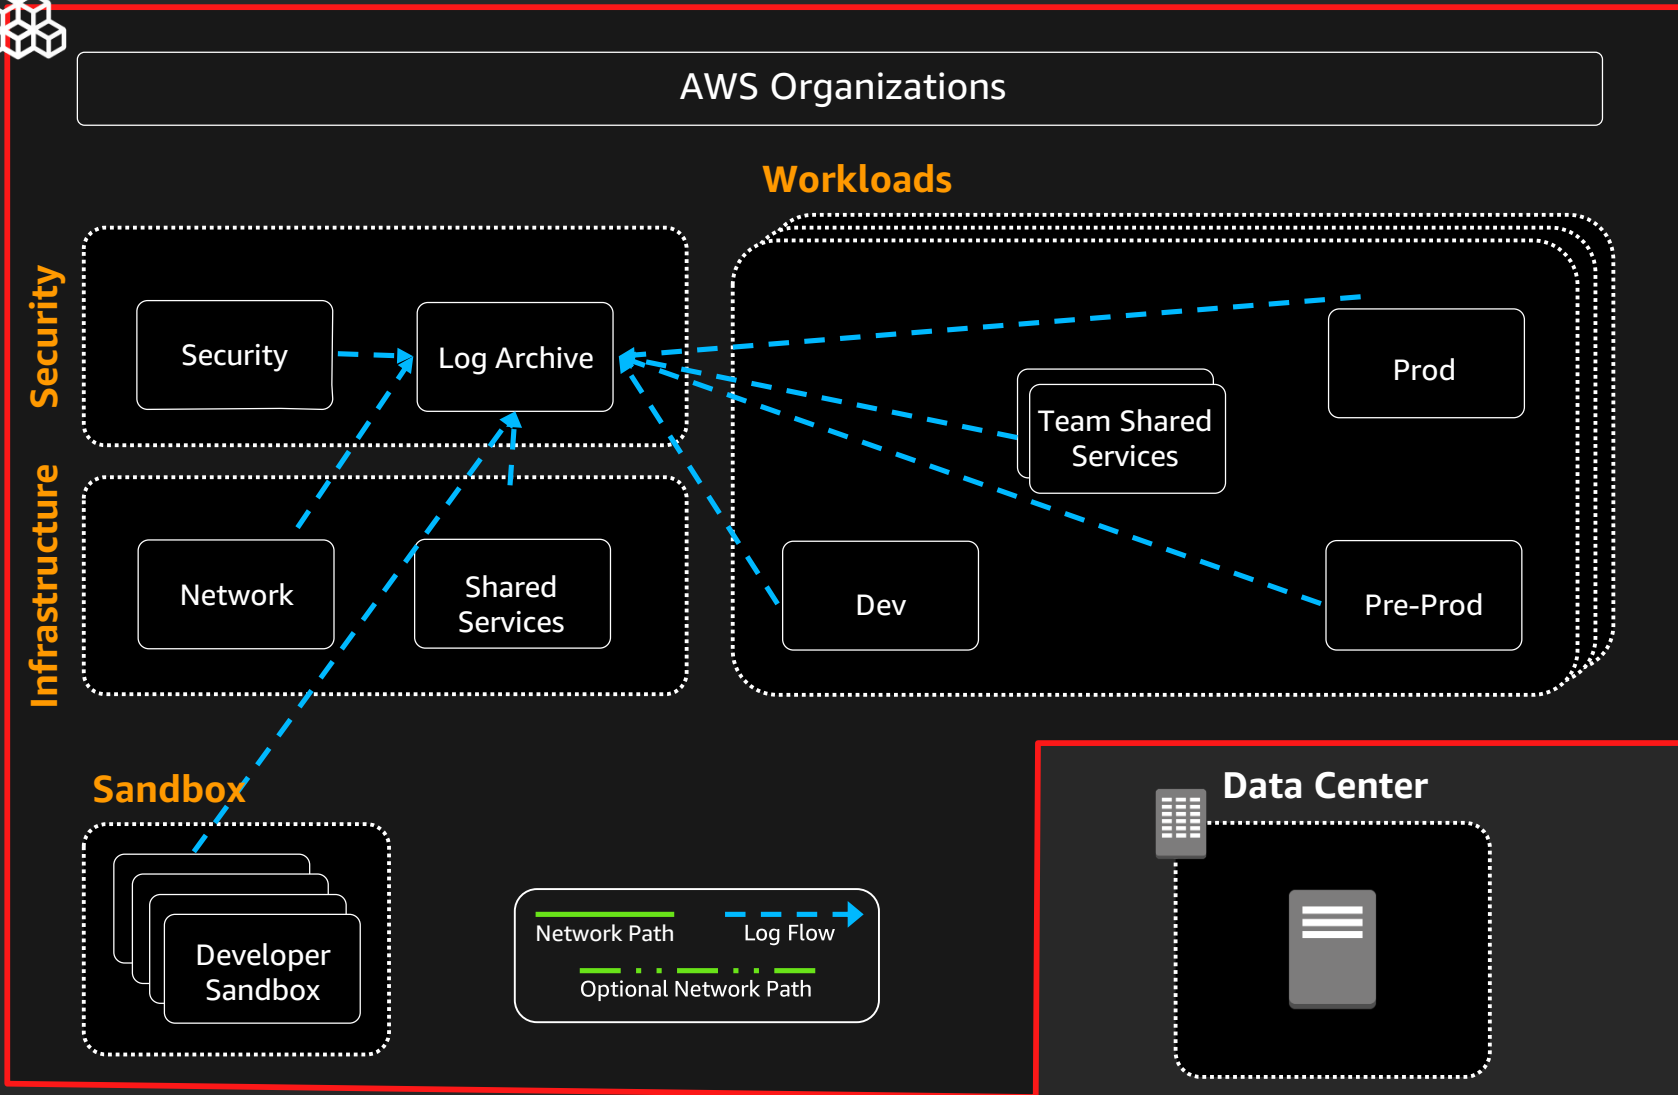 AWS Organizations
Workloads
Security
Security
Log Archive
Prod
Team Shared
Services
Infrastructure
Network
Shared
Services
Dev
Pre-Prod
Sandbox
Developer
Sandbox
Network Path
Log Flow
Optional Network Path
Data Center